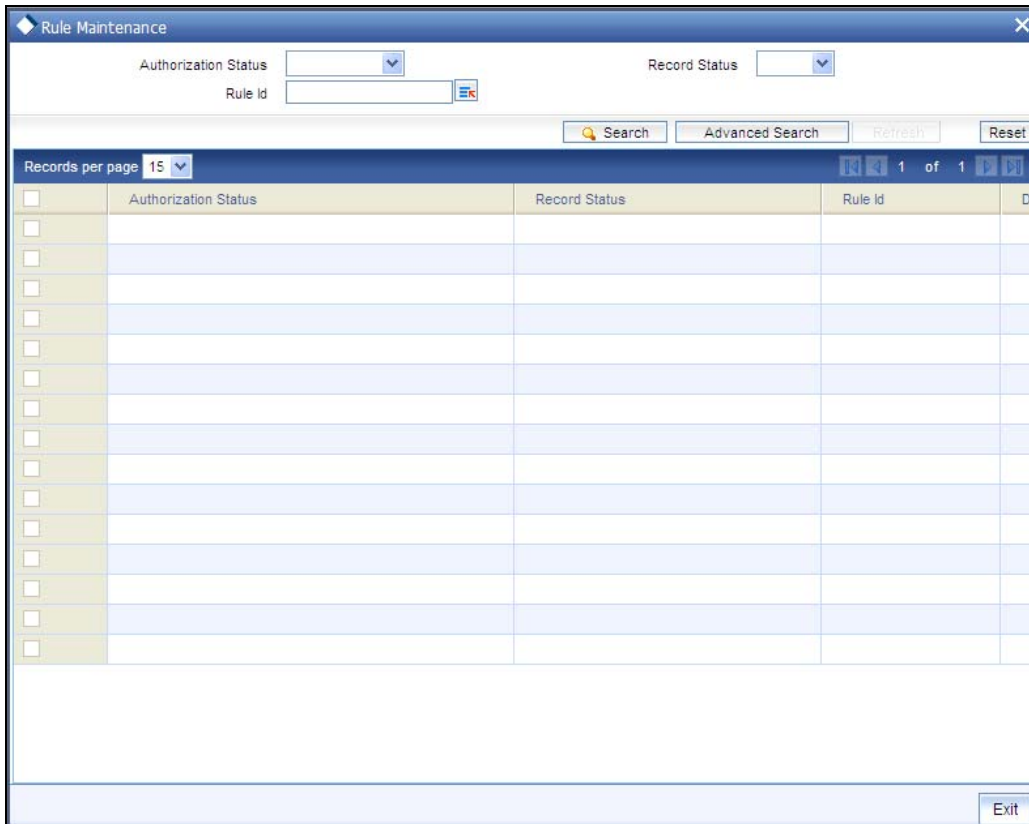 Rule Maintenance
Authorization Status Record Status
Rule Id
Search Advanced Search Refresh Reset
Records per page 15 1 of 1
Authorization Status Record Status Rule Id D
Exit